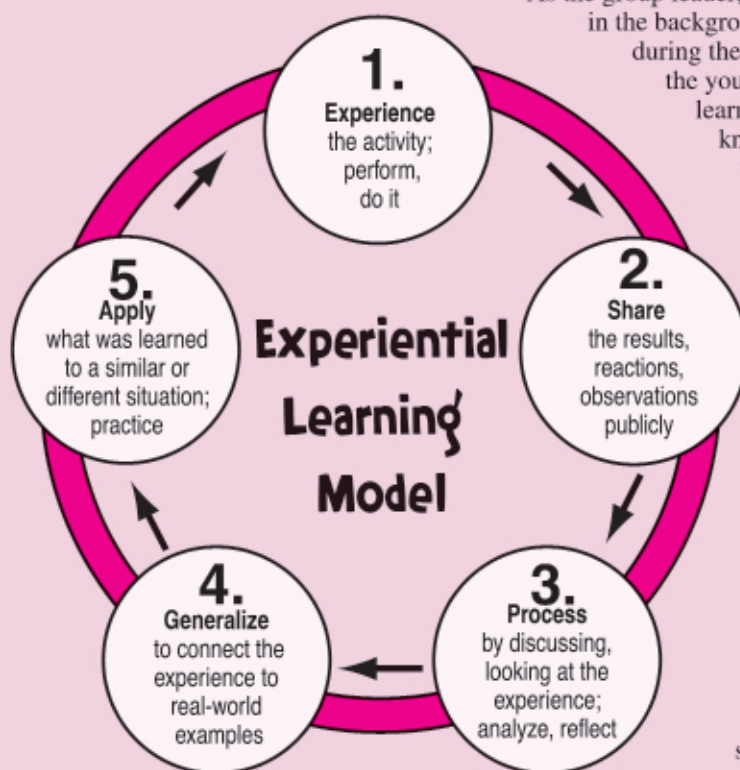 As the group leader,
in the backgro
during the
the you
learn
kn
1.
Experience
the activity;
perform,
do it
2.
Share
the results,
reactions,
observations
publicly
3.
Process
by discussing,
looking at the
experience;
analyze, reflect
4.
Generalize
to connect the
experience to
real-world
examples
5.
Apply
what was learned
to a similar or
different situation;
practice
Experiential
Learning
Model
s